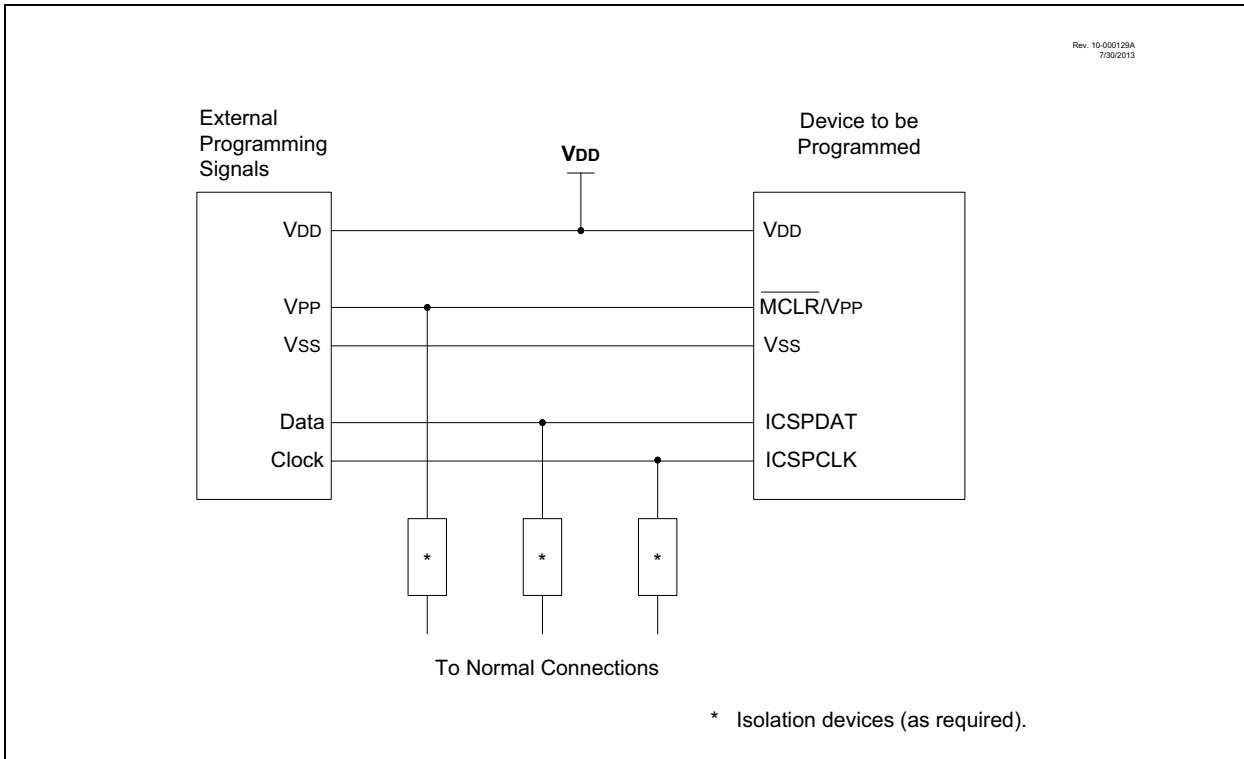 Rev. 10-000129A
7/30/2013
External
Programming
Signals
VDD
Device to be
Programmed
VDD
VPP
VSS
Data
Clock
VDD
MCLR/VPP
VSS
ICSPDAT
ICSPCLK
*
*
*
To Normal Connections
* Isolation devices (as required).